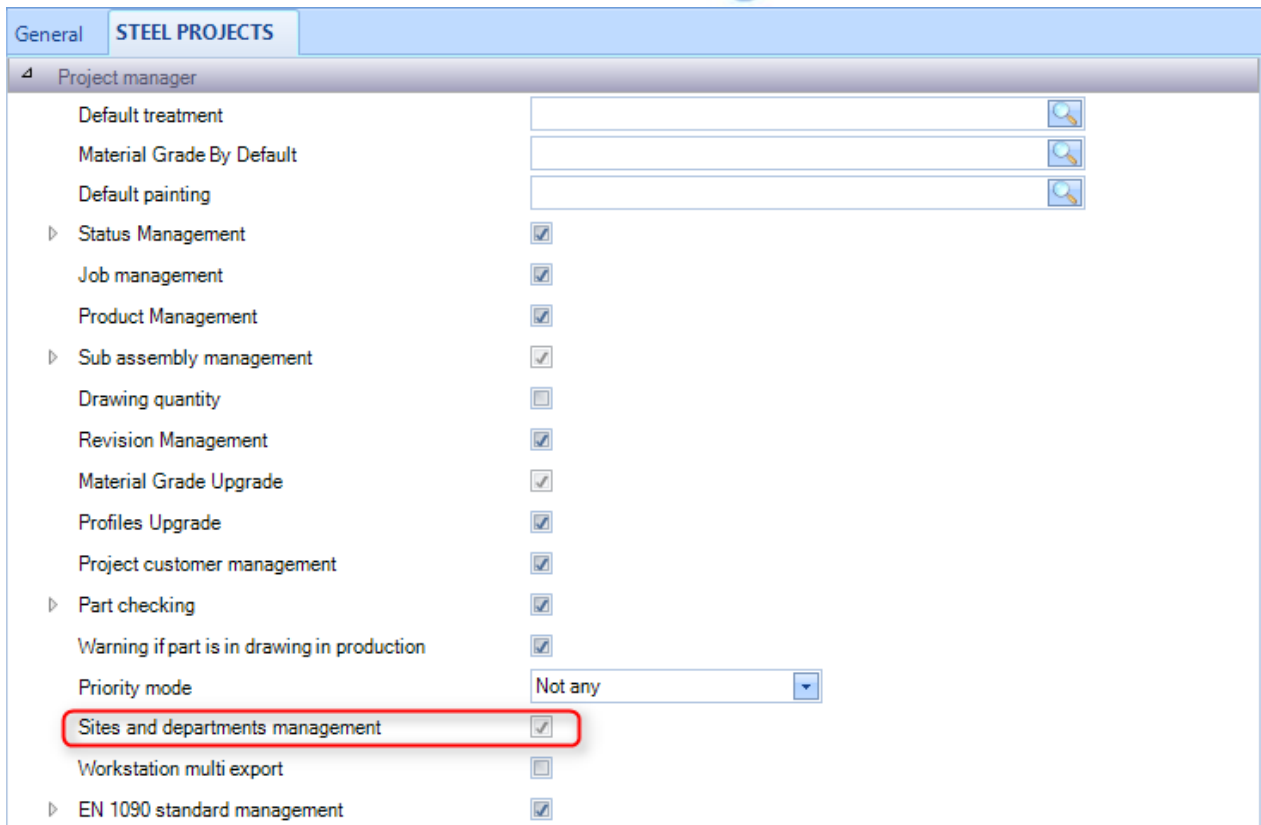 General STEEL PROJECTS
Project manager
Default treatment
Material Grade By Default
Default painting
Status Management
Job management
Product Management
Sub assembly management
Drawing quantity
Revision Management
Material Grade Upgrade
Profiles Upgrade
Project customer management
Part checking
Warning if part is in drawing in production
Priority mode Not any
Sites and departments management
Workstation multi export
EN 1090 standard management